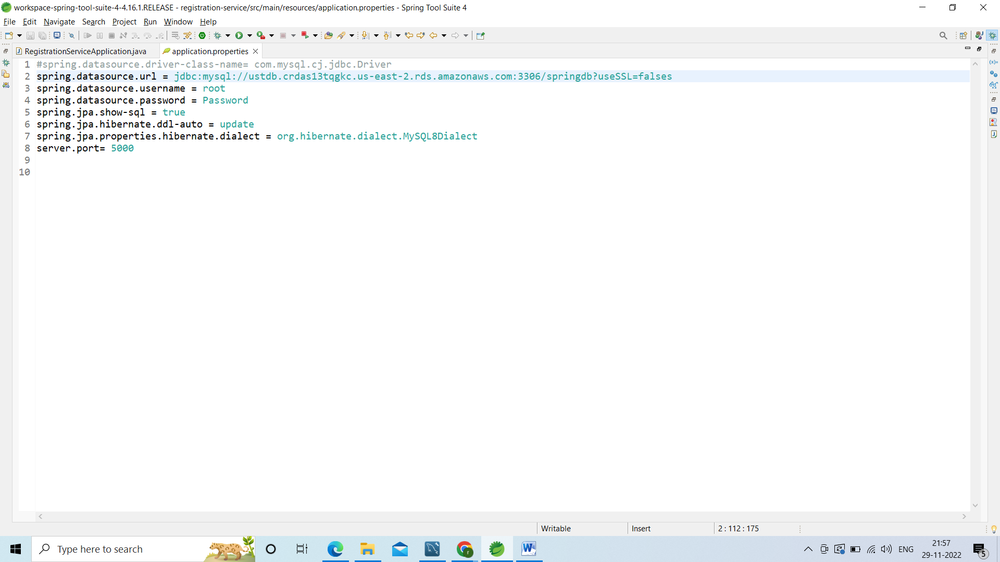 workspace-spring-tool-suite-4-4.16.1.RELEASE - registration-service/src/main/resources/application.properties - Spring Tool Suite 4
File Edit Navigate Search Project Run Window Help
RegistrationServiceApplication.java application.properties
1 #spring.datasource.driver-class-name= com.mysql.cj.jdbc.Driver
2 spring.datasource.url = jdbc:mysql://ustdb.crdas13tqgkc.us-east-2.rds.amazonaws.com:3306/springdb?useSSL=falses
3 spring.datasource.username = root
4 spring.datasource.password = Password
5 spring.jpa.show-sql = true
6 spring.jpa.hibernate.ddl-auto = update
7 spring.jpa.properties.hibernate.dialect = org.hibernate.dialect.MySQL8Dialect
8 server.port= 5000
9
10
Writable Insert 2 : 112 : 175
Type here to search
ENG
21:57
29-11-2022
5